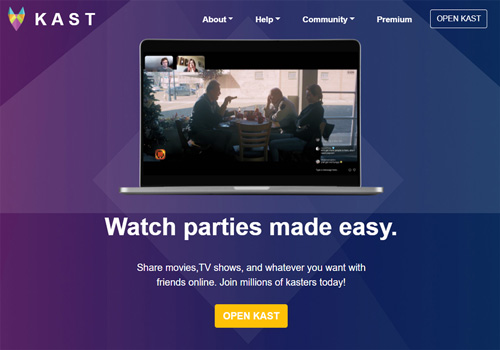 KAST
About
Help
Community
Premium
OPEN KAST
Watch parties made easy.
Share movies,TV shows, and whatever you want with
friends online. Join millions of kasters today!
OPEN KAST